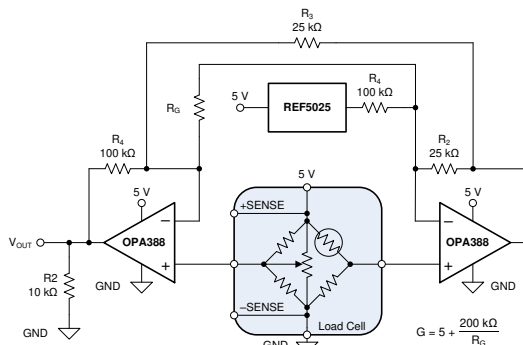 R3
25 kΩ
5 V
REF5025
R4
100 kΩ
RG
R4
100 kΩ
R2
25 kΩ
5 V
5 V
5 V
+SENSE
VOUT
−
OPA388
+
−
OPA388
+
R2
10 kΩ
GND
GND
−SENSE
Load Cell
GND
GND
G = 5 + 200 kΩ / RG